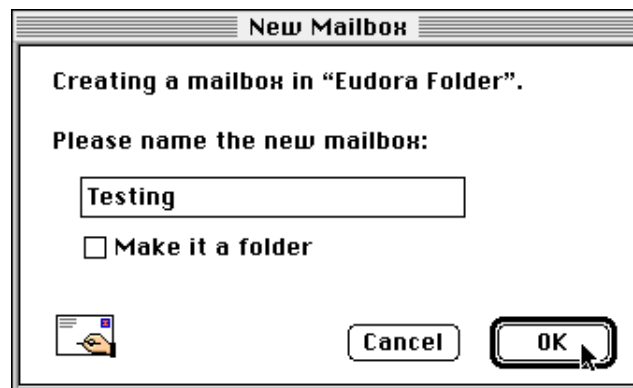 New Mailbox
Creating a mailbox in “Eudora Folder”.
Please name the new mailbox:
Testing
Make it a folder
Cancel
OK